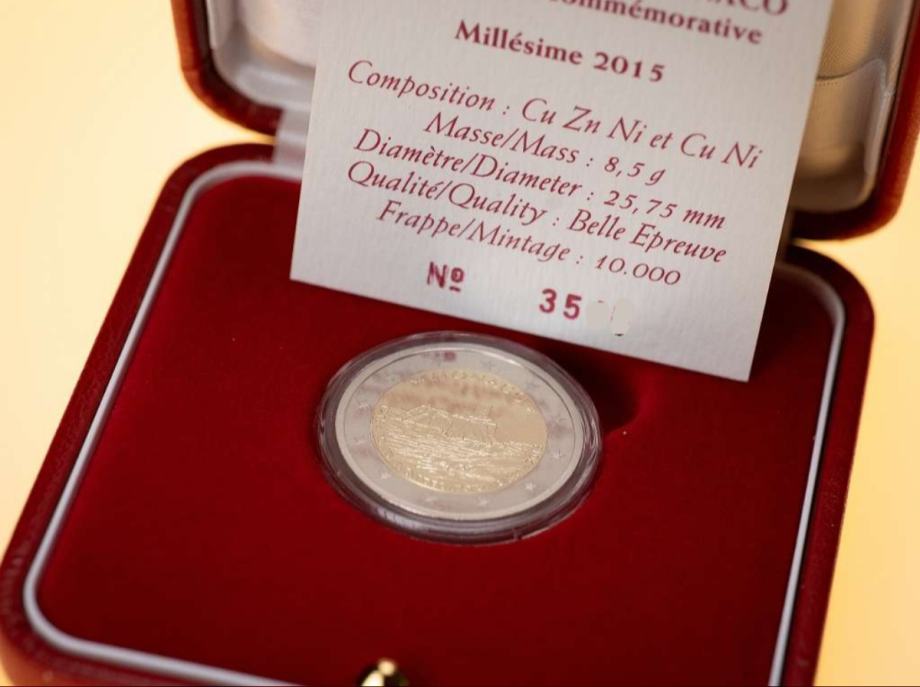 Millésime 2015
Composition : Cu Zn Ni et Cu Ni
Masse/Mass : 8,5 g
Diamètre/Diameter : 25,75 mm
Qualité/Quality : Belle Epreuve
Frappe/Mintage : 10.000
Nº 35